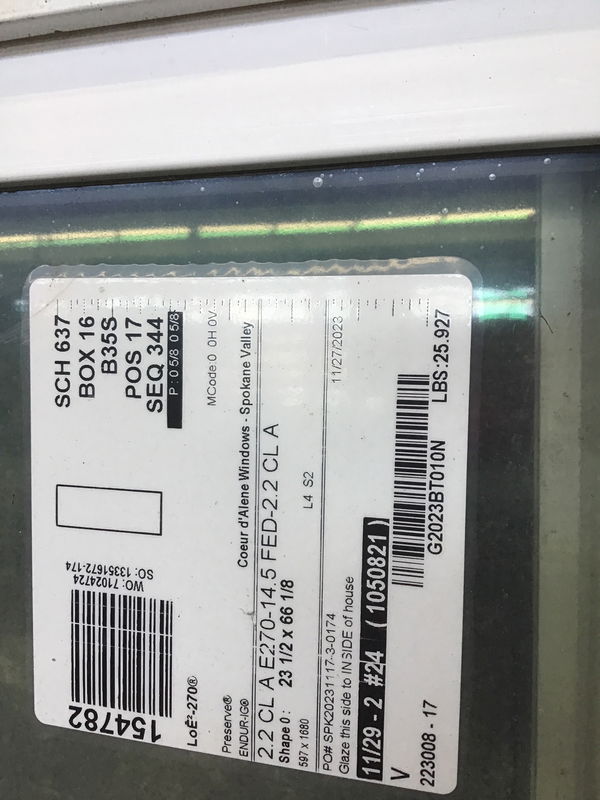 154782
WO: 71024724
SO: 13351672-174
SCH 637
BOX 16
B35S
POS 17
SEQ 344
P: 0 5/8 0 5/8
LoĒ²-270®
MCode:0 0H 0V
Preserve®
ENDUR-IG®
Coeur d'Alene Windows - Spokane Valley
2.2 CL A E270-14.5 FED-2.2 CL A
Shape 0: 23 1/2 x 66 1/8
597 x 1680
L4 S2
PO# SPK20231117-3-0174
11/27/2023
Glaze this side to INSIDE of house
11/29 - 2 #24 (1050821)
V
G2023BT010N
223008 - 17
LBS:25.927